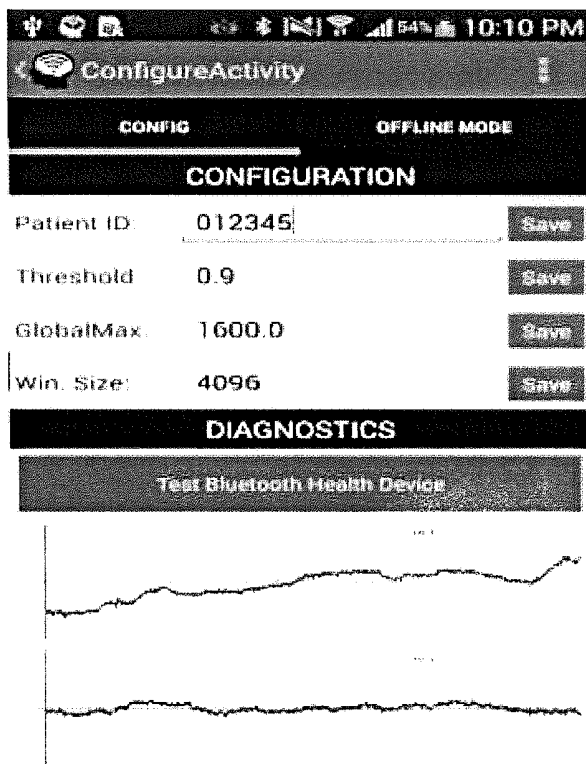 54% 10:10 PM
ConfigureActivity
CONFIG OFFLINE MODE
CONFIGURATION
Patient ID: 012345 Save
Threshold 0.9 Save
GlobalMax: 1600.0 Save
Win. Size: 4096 Save
DIAGNOSTICS
Test Bluetooth Health Device